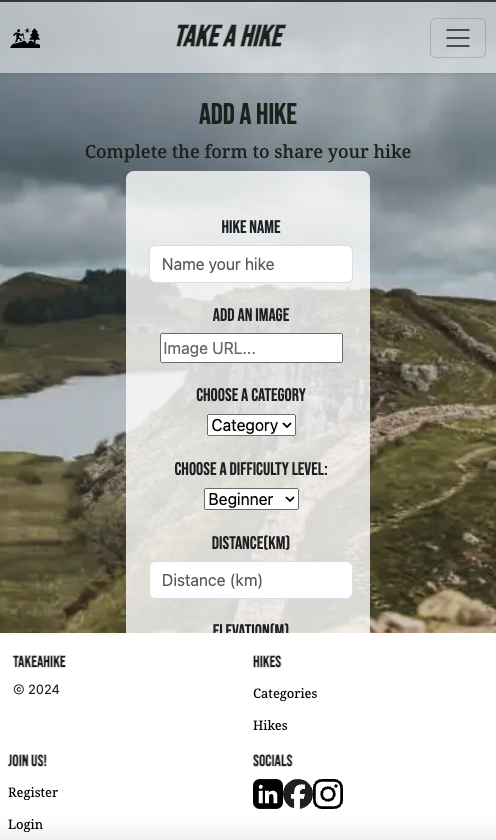 TAKE A HIKE
ADD A HIKE
Complete the form to share your hike
HIKE NAME
Name your hike
ADD AN IMAGE
Image URL...
CHOOSE A CATEGORY
Category
CHOOSE A DIFFICULTY LEVEL:
Beginner
DISTANCE(KM)
Distance (km)
ELEVATION(M)
TAKEAHIKE
© 2024
HIKES
Categories
Hikes
JOIN US!
Register
Login
SOCIALS
in